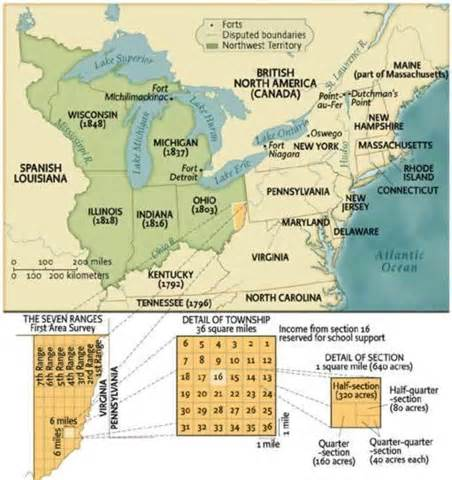 Forts
Disputed boundaries
Northwest Territory
Lake Superior
BRITISH
NORTH AMERICA
(CANADA)
St. Lawrence R.
MAINE
(part of Massachusetts)
Fort
Michilimackinac
Point-
au-Fer
Dutchman's
Point
WISCONSIN
(1848)
Lake Michigan
Lake Huron
NEW
HAMPSHIRE
Mississippi R.
MICHIGAN
(1837)
Lake Ontario
Oswego
Fort
Niagara
NEW YORK
Hudson
MASSACHUSETTS
SPANISH
LOUISIANA
Fort
Detroit
Lake Erie
RHODE
ISLAND
CONNECTICUT
PENNSYLVANIA
NEW
JERSEY
ILLINOIS
(1818)
INDIANA
(1816)
OHIO
(1803)
MARYLAND
DELAWARE
Ohio R.
VIRGINIA
Atlantic
Ocean
0 100 200 miles
0 100 200 kilometers
KENTUCKY
(1792)
TENNESSEE (1796)
NORTH CAROLINA
THE SEVEN RANGES
First Area Survey
7th Range
6th Range
5th Range
4th Range
3rd Range
2nd Range
1st Range
VIRGINIA
PENNSYLVANIA
6 miles
6 miles
DETAIL OF TOWNSHIP
36 square miles
6 5 4 3 2 1
7 8 9 10 11 12
18 17 16 15 14 13
19 20 21 22 23 24
30 29 28 27 26 25
31 32 33 34 35 36
1 mile
1 mile
Income from section 16
reserved for school support
DETAIL OF SECTION
1 square mile (640 acres)
Half-section
(320 acres)
Half-quarter
-section
(80 acres)
Quarter
-section
(160 acres)
Quarter-quarter
-section
(40 acres each)